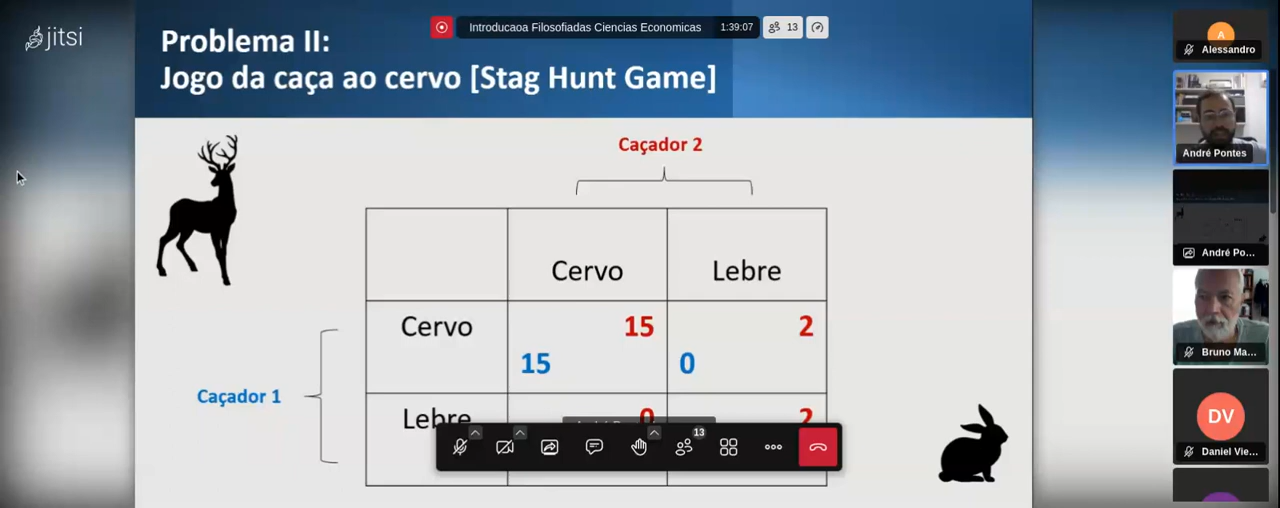 jitsi
Introducaoa Filosofiadas Ciencias Economicas
1:39:07
13
Problema II:
Jogo da caça ao cervo [Stag Hunt Game]
Caçador 2
Cervo Lebre
Cervo 15 2
15 0
Caçador 1
Lebre 0 2
13
A
Alessandro
André Pontes
André Po...
Bruno Ma...
DV
Daniel Vie...